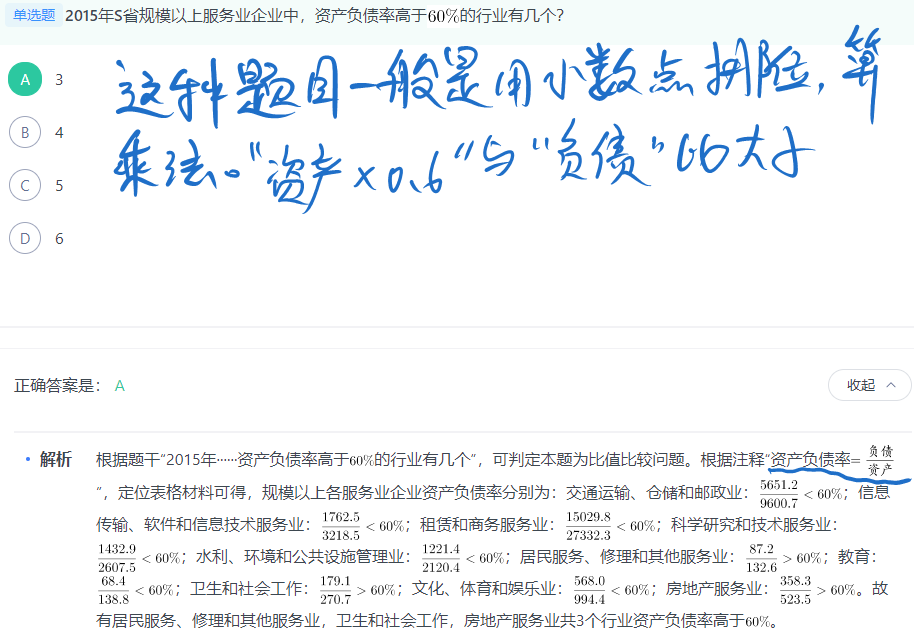 单选题 2015年S省规模以上服务业企业中，资产负债率高于60%的行业有几个？
A 3
这种题目一般是用小数点挪位，算
B 4
乘法。"资产×0.6"与"负债"比大小
C 5
D 6
正确答案是： A
收起
• 解析 根据题干"2015年……资产负债率高于60%的行业有几个"，可判定本题为比值比较问题。根据注释"资产负债率=负债/资产
"，定位表格材料可得，规模以上各服务业企业资产负债率分别为：交通运输、仓储和邮政业：5651.2/9600.7<60%；信息
传输、软件和信息技术服务业：1762.5/3218.5<60%；租赁和商务服务业：15029.8/27332.3<60%；科学研究和技术服务业：
1432.9/2607.5<60%；水利、环境和公共设施管理业：1221.4/2120.4<60%；居民服务、修理和其他服务业：87.2/132.6>60%；教育：
68.4/138.8<60%；卫生和社会工作：179.1/270.7>60%；文化、体育和娱乐业：568.0/994.4<60%；房地产服务业：358.3/523.5>60%。故
有居民服务、修理和其他服务业，卫生和社会工作，房地产服务业共3个行业资产负债率高于60%。